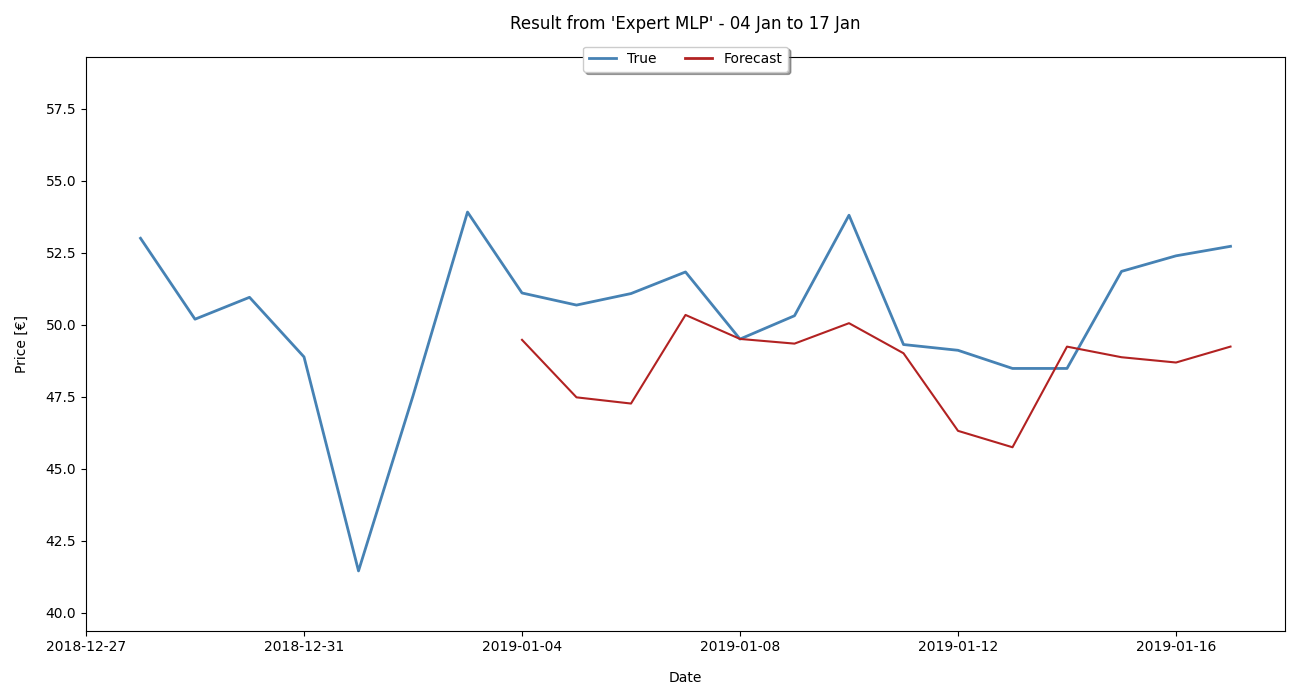 Result from 'Expert MLP' - 04 Jan to 17 Jan
True Forecast
57.5
55.0
52.5
50.0
47.5
45.0
42.5
40.0
Price [€]
2018-12-27 2018-12-31 2019-01-04 2019-01-08 2019-01-12 2019-01-16
Date